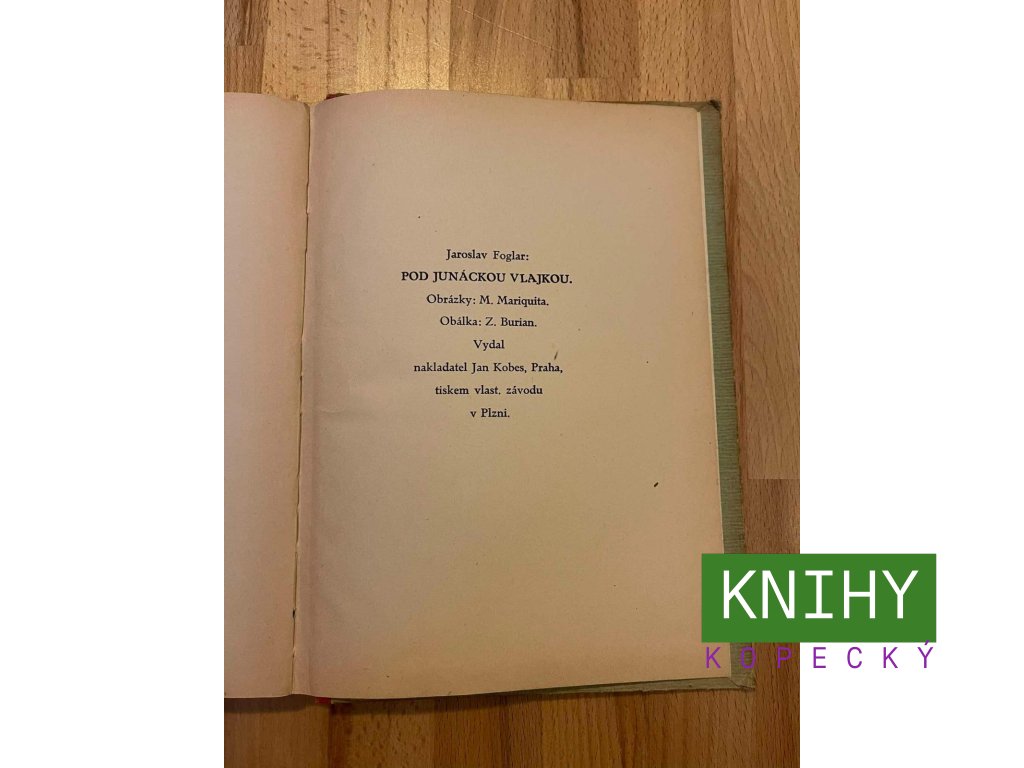 Jaroslav Foglar:
POD JUNÁCKOU VLAJKOU.
Obrázky: M. Mariquita.
Obálka: Z. Burian.
Vydal
nakladatel Jan Kobes, Praha,
tiskem vlast. závodu
v Plzni.
KNIHY
KOPECKÝ